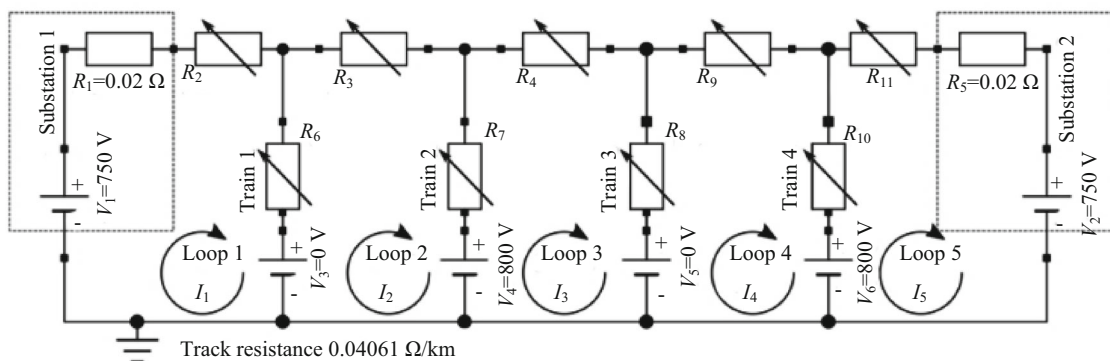 Substation 1
R₁=0.02 Ω
R₂
R₃
R₄
R₉
R₁₁
R₅=0.02 Ω
Substation 2
R₆
R₇
R₈
R₁₀
Train 1
Train 2
Train 3
Train 4
+
V₁=750 V
-
+
V₂=750 V
-
Loop 1
I₁
+
V₃=0 V
-
Loop 2
I₂
+
V₄=800 V
-
Loop 3
I₃
+
V₅=0 V
-
Loop 4
I₄
+
V₆=800 V
-
Loop 5
I₅
Track resistance 0.04061 Ω/km